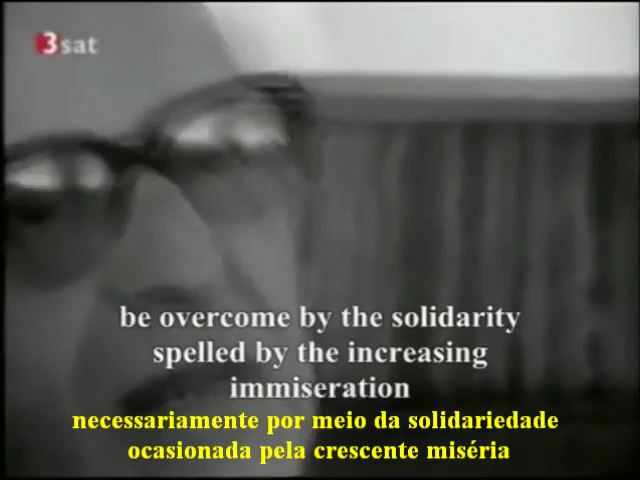 3sat
be overcome by the solidarity
spelled by the increasing
immiseration
necessariamente por meio da solidariedade
ocasionada pela crescente miséria